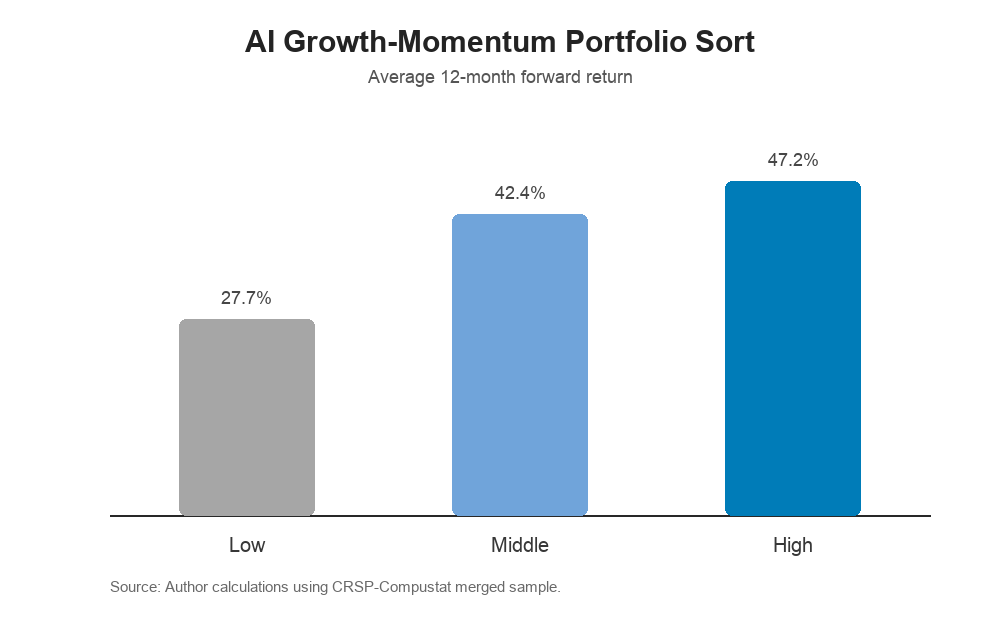 AI Growth-Momentum Portfolio Sort
Average 12-month forward return
47.2%
42.4%
27.7%
Low Middle High
Source: Author calculations using CRSP-Compustat merged sample.